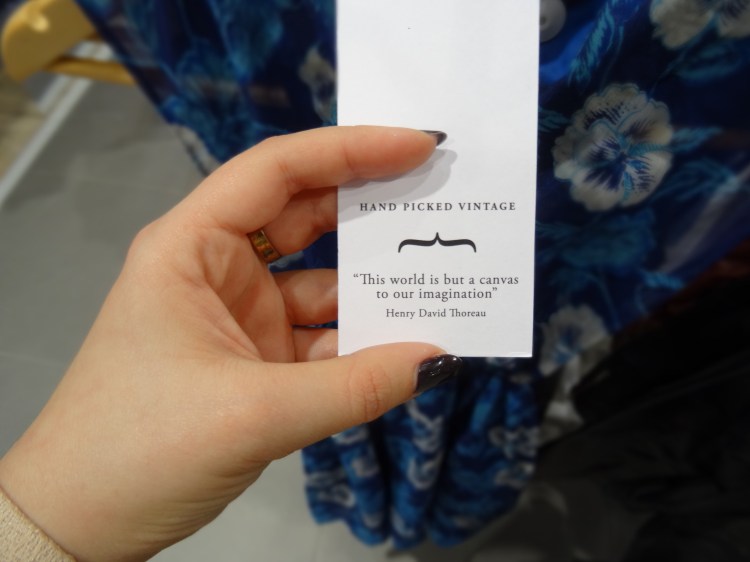 HAND PICKED VINTAGE
“This world is but a canvas
to our imagination”
Henry David Thoreau